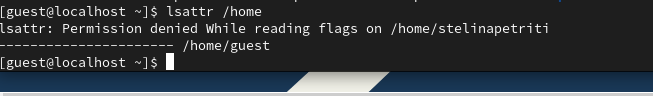 [guest@localhost ~]$ lsattr /home
lsattr: Permission denied While reading flags on /home/stelinapetriti
---------------------- /home/guest
[guest@localhost ~]$